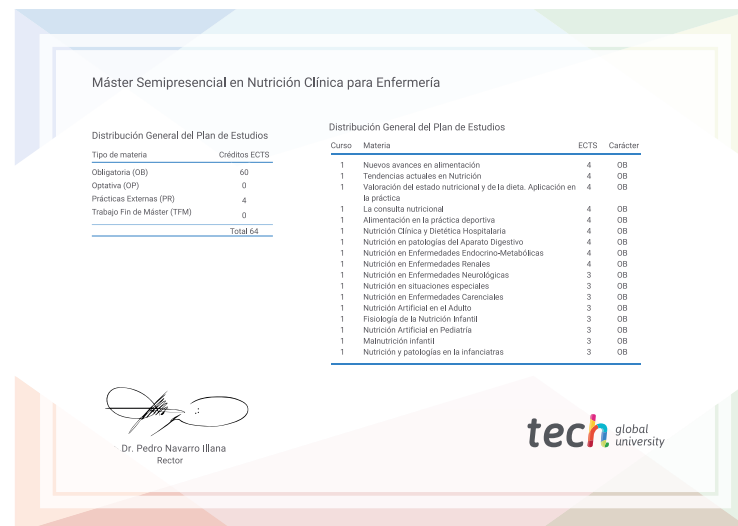 Máster Semipresencial en Nutrición Clínica para Enfermería
Distribución General del Plan de Estudios
Tipo de materia Créditos ECTS
Obligatoria (OB) 60
Optativa (OP) 0
Prácticas Externas (PR) 4
Trabajo Fin de Máster (TFM) 0
Total 64
Distribución General del Plan de Estudios
Curso Materia ECTS Carácter
1 Nuevos avances en alimentación 4 OB
1 Tendencias actuales en Nutrición 4 OB
1 Valoración del estado nutricional y de la dieta. Aplicación en 4 OB
la práctica
1 La consulta nutricional 4 OB
1 Alimentación en la práctica deportiva 4 OB
1 Nutrición Clínica y Dietética Hospitalaria 4 OB
1 Nutrición en patologías del Aparato Digestivo 4 OB
1 Nutrición en Enfermedades Endocrino-Metabólicas 4 OB
1 Nutrición en Enfermedades Renales 4 OB
1 Nutrición en Enfermedades Neurológicas 3 OB
1 Nutrición en situaciones especiales 3 OB
1 Nutrición en Enfermedades Carenciales 3 OB
1 Nutrición Artificial en el Adulto 3 OB
1 Fisiología de la Nutrición Infantil 3 OB
1 Nutrición Artificial en Pediatría 3 OB
1 Malnutrición infantil 3 OB
1 Nutrición y patologías en la infanciatras 3 OB
Dr. Pedro Navarro Illana
Rector
tech global
university